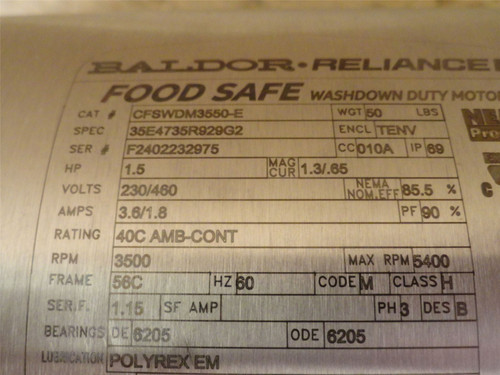 BALDOR • RELIANCE
FOOD SAFE WASHDOWN DUTY MOTO
CAT # CFSWDM3550-E WGT 50 LBS
SPEC 35E4735R929G2 ENCL TENV
SER # F2402232975 CC 010A IP 69
HP 1.5 MAG CUR 1.3/.65
VOLTS 230/460 NEMA NOM.EFF 85.5 %
AMPS 3.6/1.8 PF 90 %
RATING 40C AMB-CONT
RPM 3500 MAX RPM 5400
FRAME 56C HZ 60 CODE M CLASS H
SER.F. 1.15 SF AMP PH 3 DES B
BEARINGS DE 6205 ODE 6205
LUBRICATION POLYREX EM